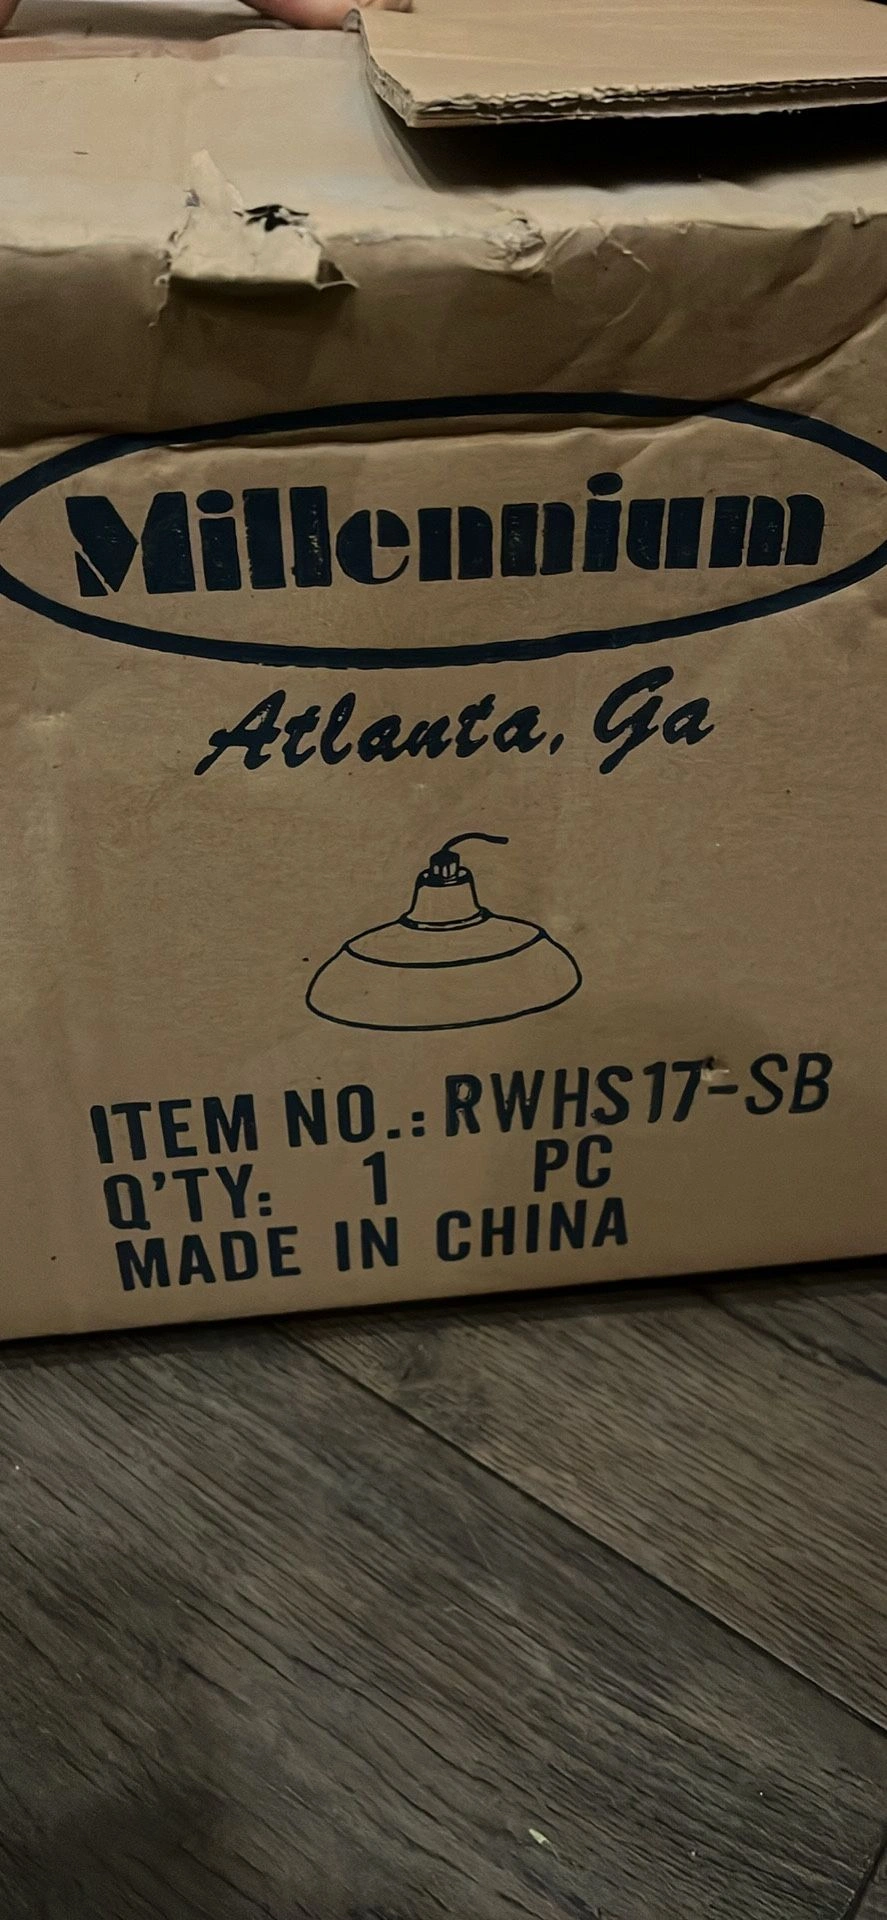 Millennium
Atlanta, Ga
ITEM NO.: RWHS17-SB
Q'TY: 1 PC
MADE IN CHINA